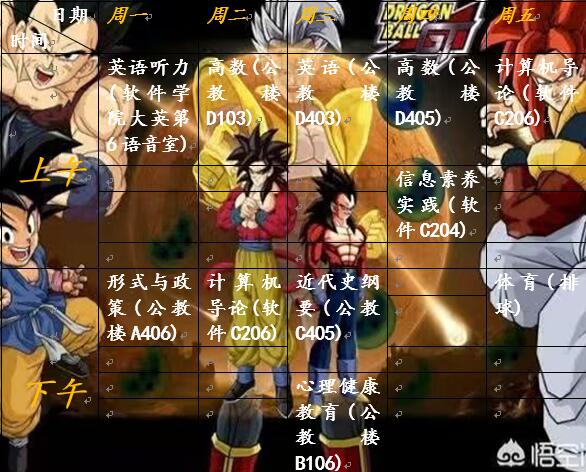 日期 周一 周二 周三 周四 周五
时间
DRAGON BALL GT
英语听力
(软件学
院大英第
6语音室)
高数(公
教楼
D103)
英语(公
教楼
D403)
高数(公
教楼
D405)
计算机导
论(软件
C206)
上午
信息素养
实践(软
件C204)
形式与政
策(公教
楼A406)
计算机
导论(软
件C206)
近代史纲
要(公教
C405)
体育(排
球)
下午
心理健康
教育(公
教楼
B106)
悟空